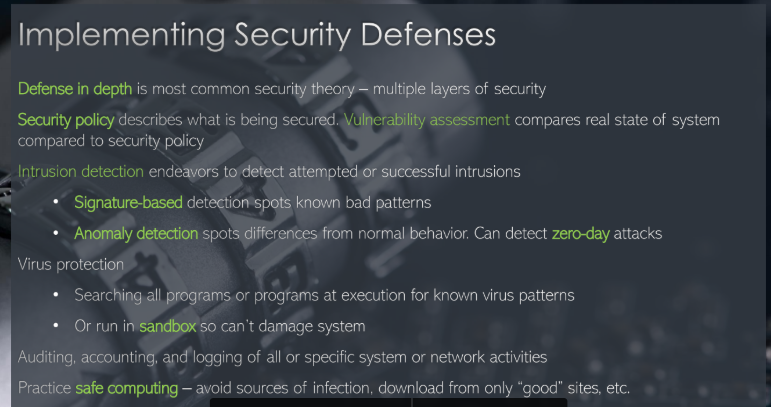 Implementing Security Defenses
Defense in depth is most common security theory – multiple layers of security
Security policy describes what is being secured. Vulnerability assessment compares real state of system
compared to security policy
Intrusion detection endeavors to detect attempted or successful intrusions
• Signature-based detection spots known bad patterns
• Anomaly detection spots differences from normal behavior. Can detect zero-day attacks
Virus protection
• Searching all programs or programs at execution for known virus patterns
• Or run in sandbox so can't damage system
Auditing, accounting, and logging of all or specific system or network activities
Practice safe computing – avoid sources of infection, download from only “good” sites, etc.